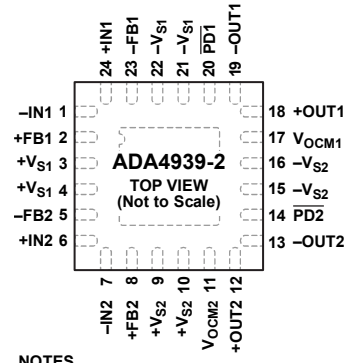 24 +IN1
23 –FB1
22 –VS1
21 –VS1
20 PD1
19 –OUT1
–IN1 1
+FB1 2
+VS1 3
+VS1 4
–FB2 5
+IN2 6
ADA4939-2
TOP VIEW
(Not to Scale)
18 +OUT1
17 VOCM1
16 –VS2
15 –VS2
14 PD2
13 –OUT2
–IN2 7
+FB2 8
+VS2 9
+VS2 10
VOCM2 11
+OUT2 12
NOTES